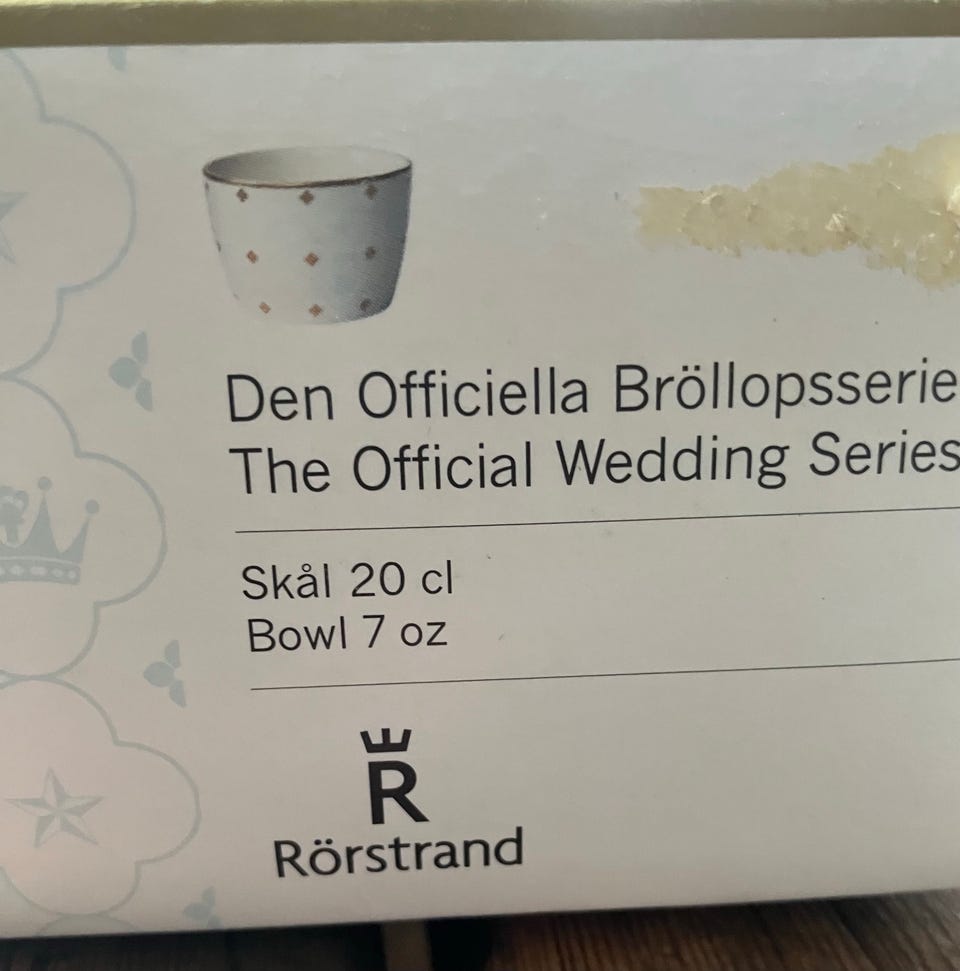 Den Officiella Bröllopsserie
The Official Wedding Series
Skål 20 cl
Bowl 7 oz
R
Rörstrand